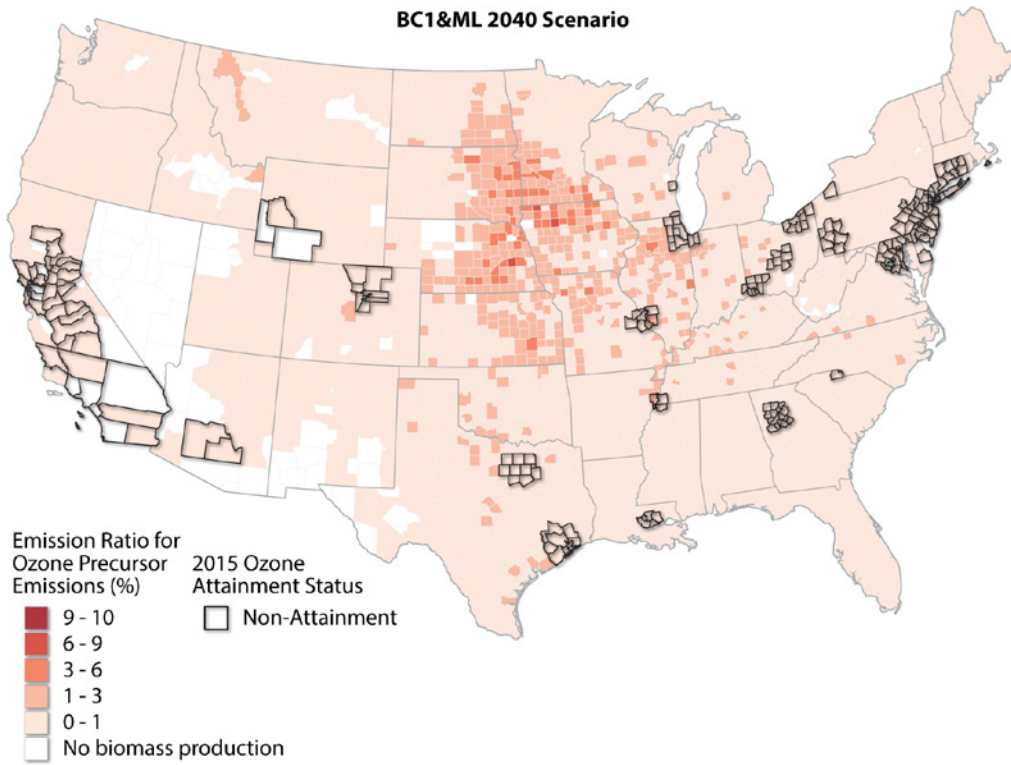 BC1&ML 2040 Scenario
Emission Ratio for
Ozone Precursor
Emissions (%)
9 - 10
6 - 9
3 - 6
1 - 3
0 - 1
No biomass production
2015 Ozone
Attainment Status
Non-Attainment